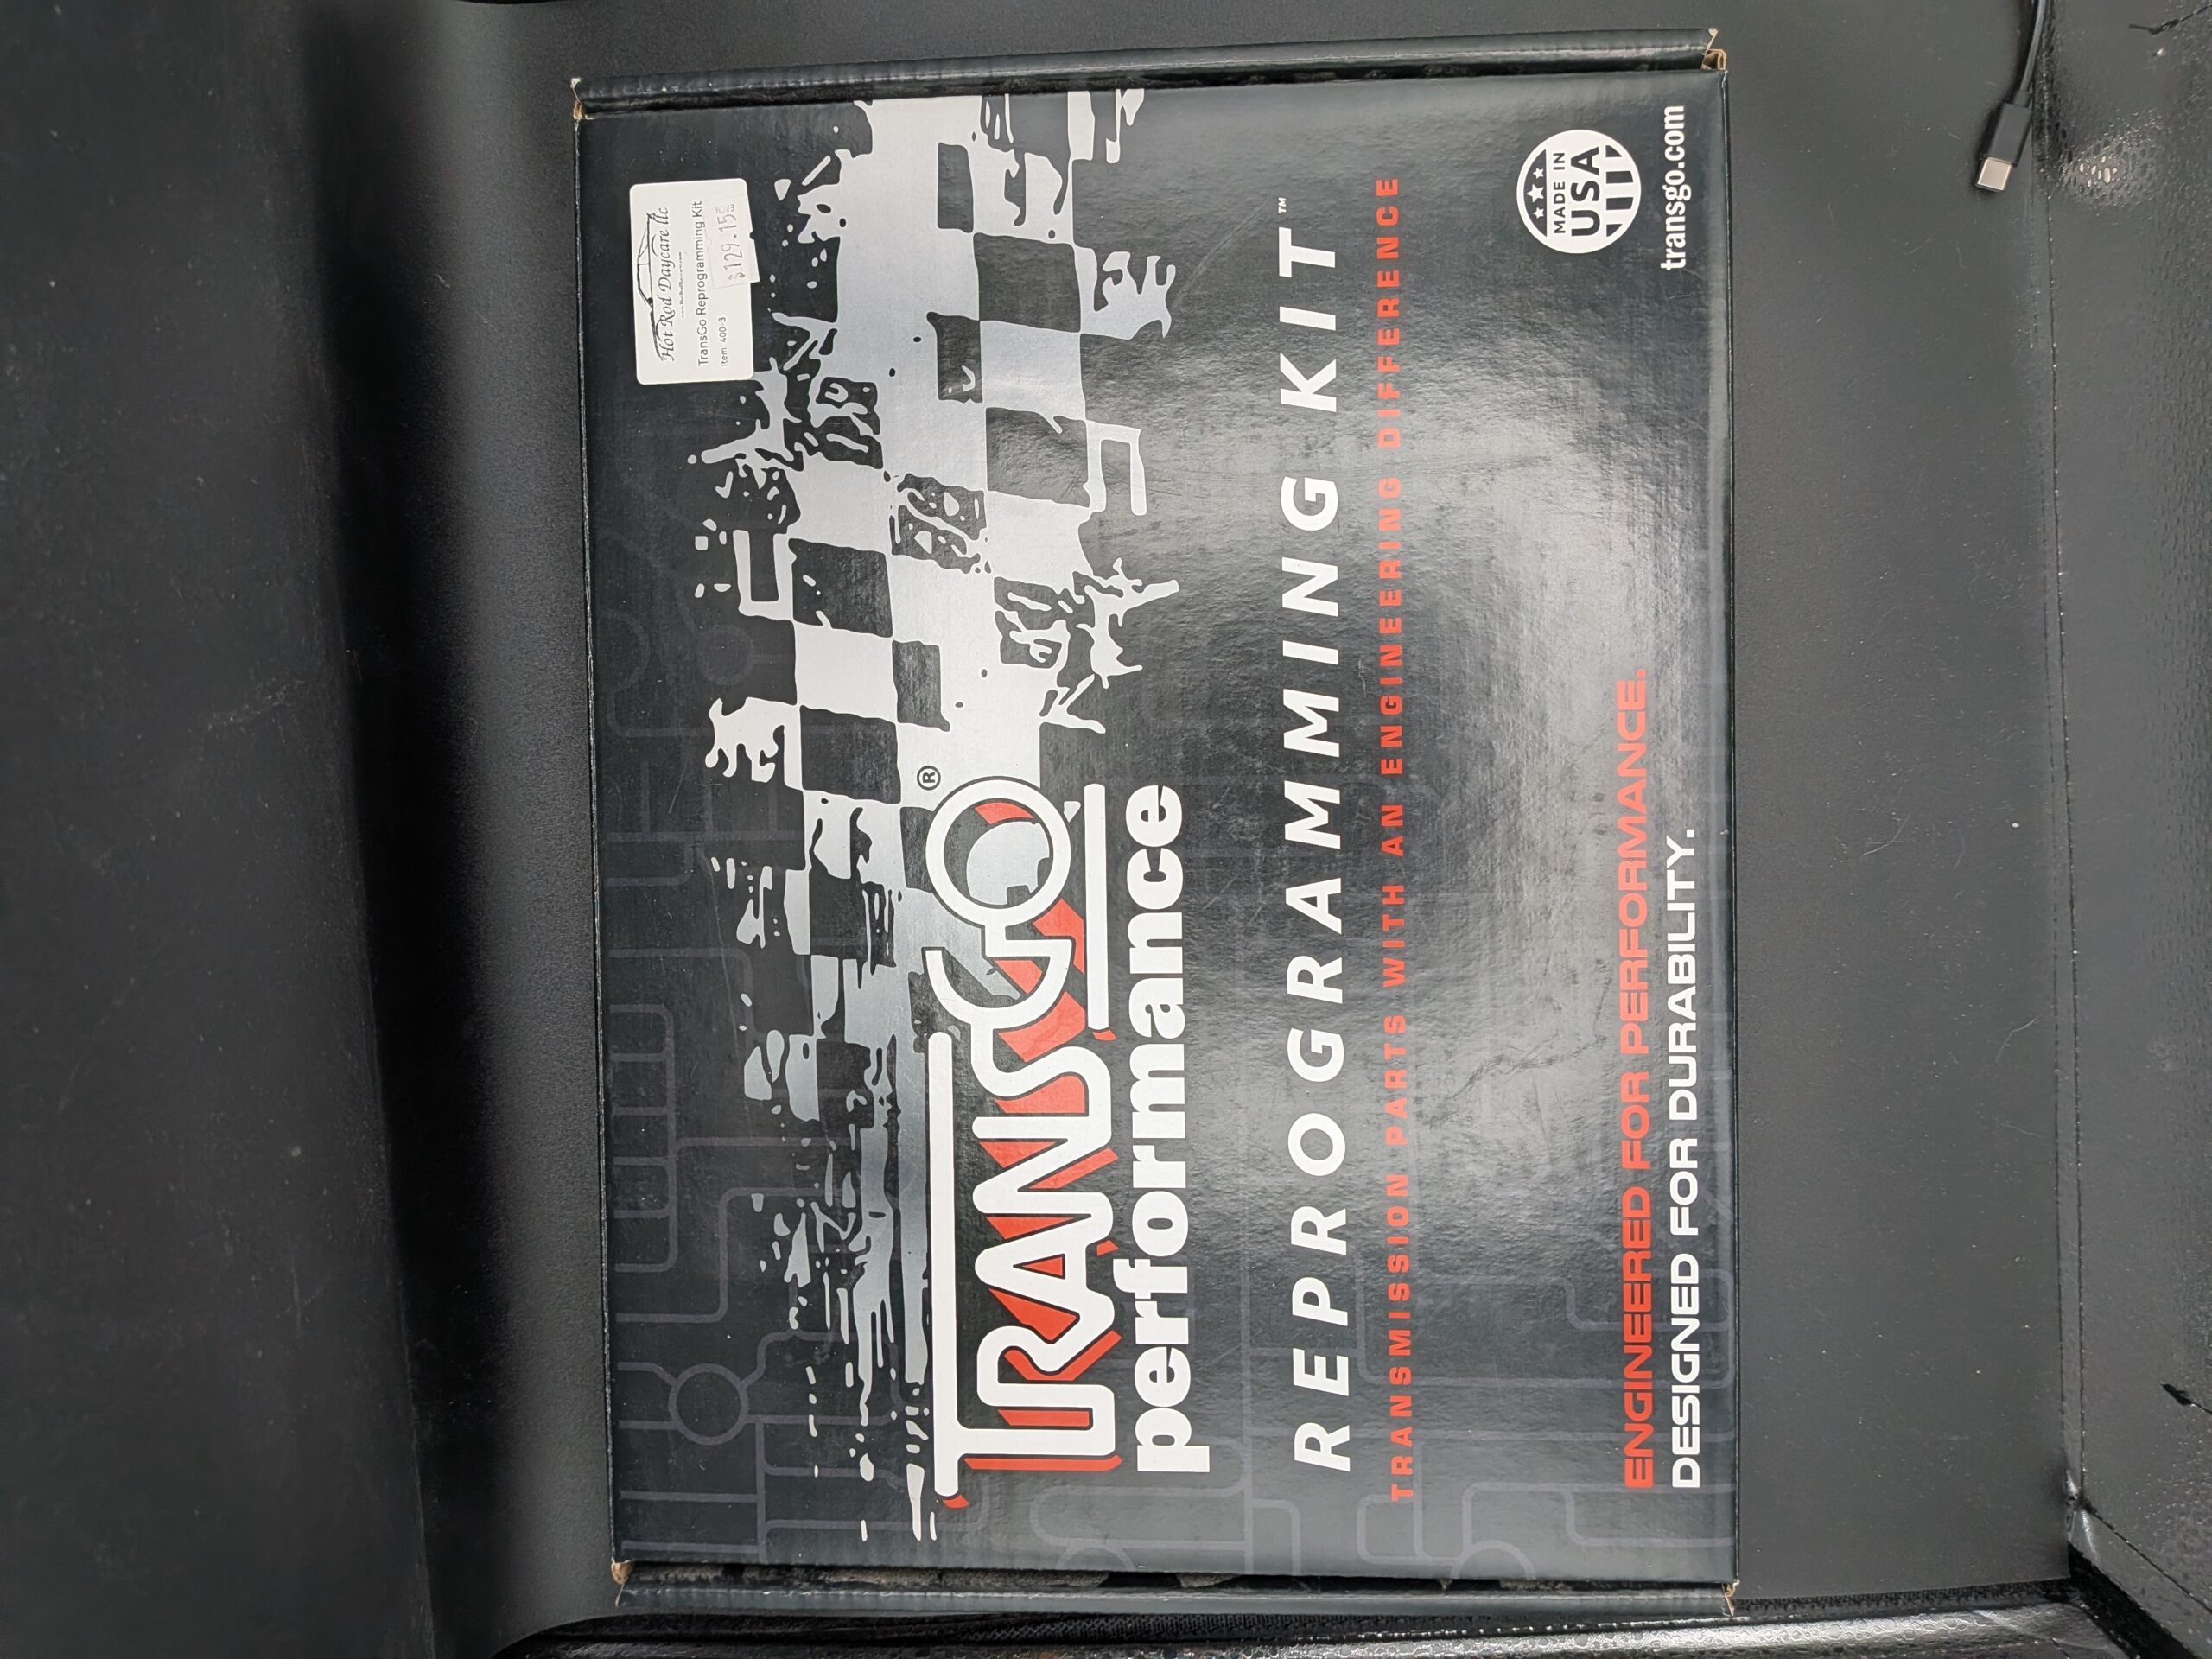 Hot Rod Daycare llc
TransGo Reprogramming Kit
Item: 400-3
$129.15
TRANSGO®
performance
REPROGRAMMING KIT™
TRANSMISSION PARTS WITH AN ENGINEERING DIFFERENCE
ENGINEERED FOR PERFORMANCE.
DESIGNED FOR DURABILITY.
MADE IN
USA
transgo.com